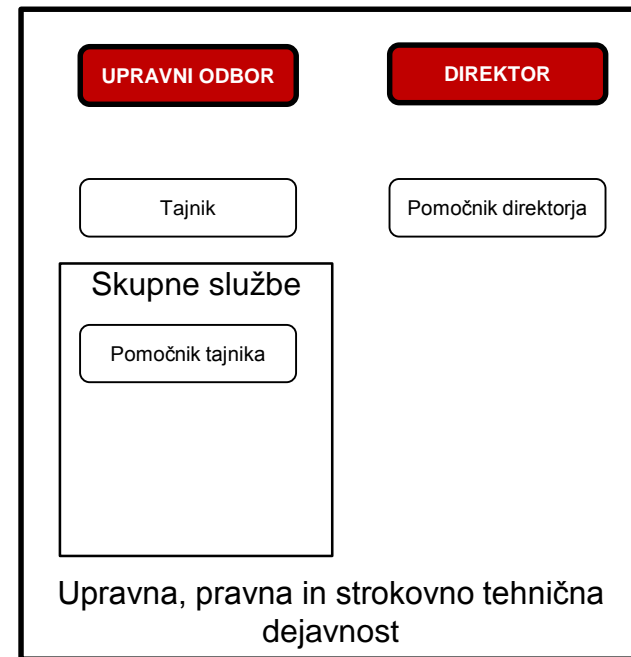 UPRAVNI ODBOR
DIREKTOR
Tajnik
Pomočnik direktorja
Skupne službe
Pomočnik tajnika
Upravna, pravna in strokovno tehnična
dejavnost